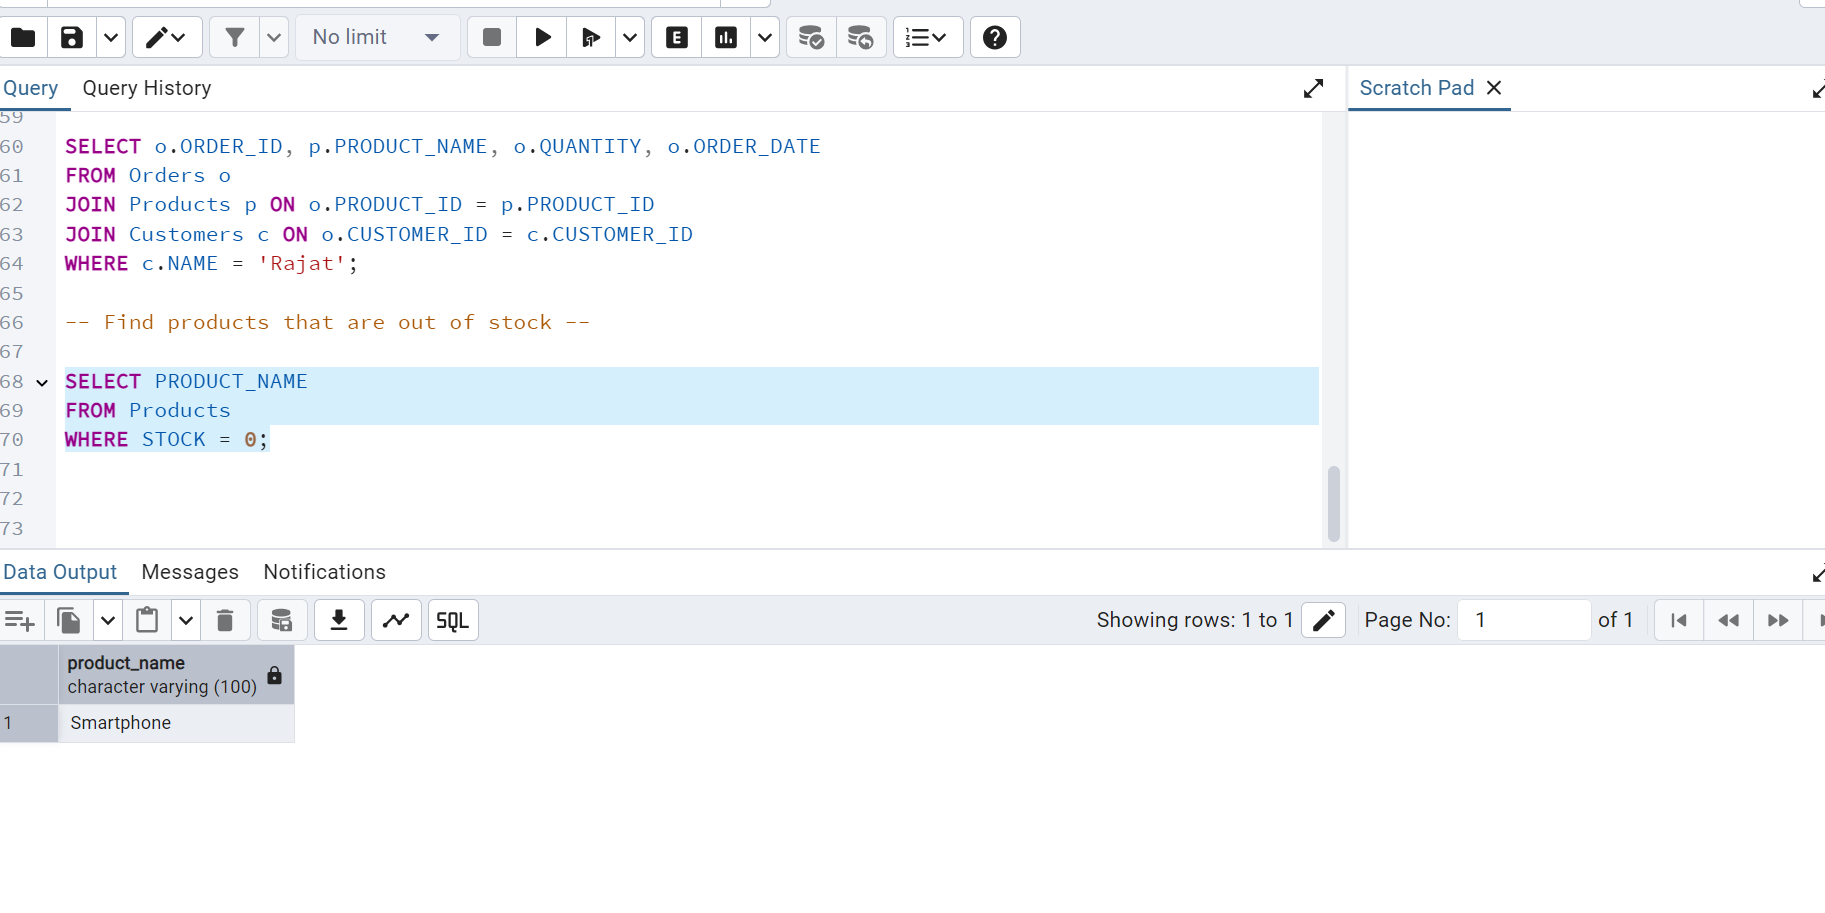 No limit
E
Query Query History
Scratch Pad
59
60 SELECT o.ORDER_ID, p.PRODUCT_NAME, o.QUANTITY, o.ORDER_DATE
61 FROM Orders o
62 JOIN Products p ON o.PRODUCT_ID = p.PRODUCT_ID
63 JOIN Customers c ON o.CUSTOMER_ID = c.CUSTOMER_ID
64 WHERE c.NAME = 'Rajat';
65
66 -- Find products that are out of stock --
67
68 SELECT PRODUCT_NAME
69 FROM Products
70 WHERE STOCK = 0;
71
72
73
Data Output Messages Notifications
SQL Showing rows: 1 to 1 Page No: 1 of 1
product_name
character varying (100)
1 Smartphone